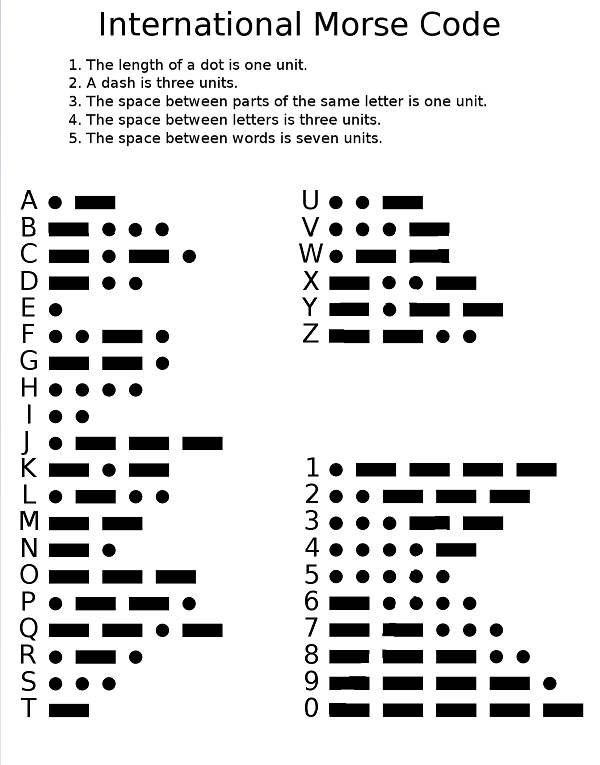 International Morse Code
1. The length of a dot is one unit.
2. A dash is three units.
3. The space between parts of the same letter is one unit.
4. The space between letters is three units.
5. The space between words is seven units.
A
B
C
D
E
F
G
H
I
J
K
L
M
N
O
P
Q
R
S
T
U
V
W
X
Y
Z
1
2
3
4
5
6
7
8
9
0